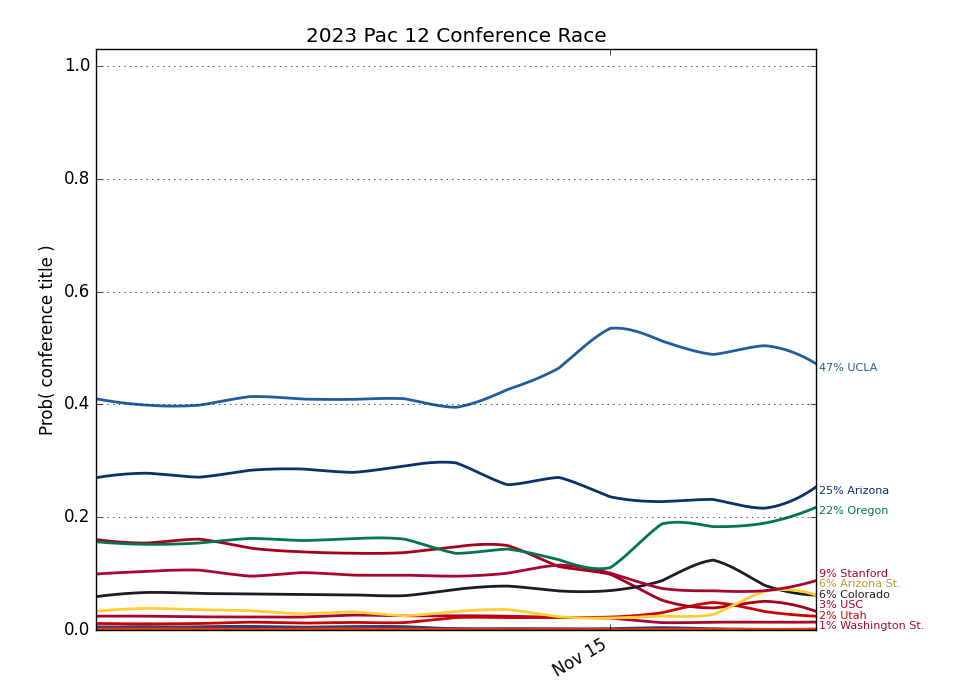 2023 Pac 12 Conference Race
1.0
0.8
0.6
0.4
0.2
0.0
Prob( conference title )
Nov 15
47% UCLA
25% Arizona
22% Oregon
9% Stanford
6% Arizona St.
6% Colorado
3% USC
2% Utah
1% Washington St.